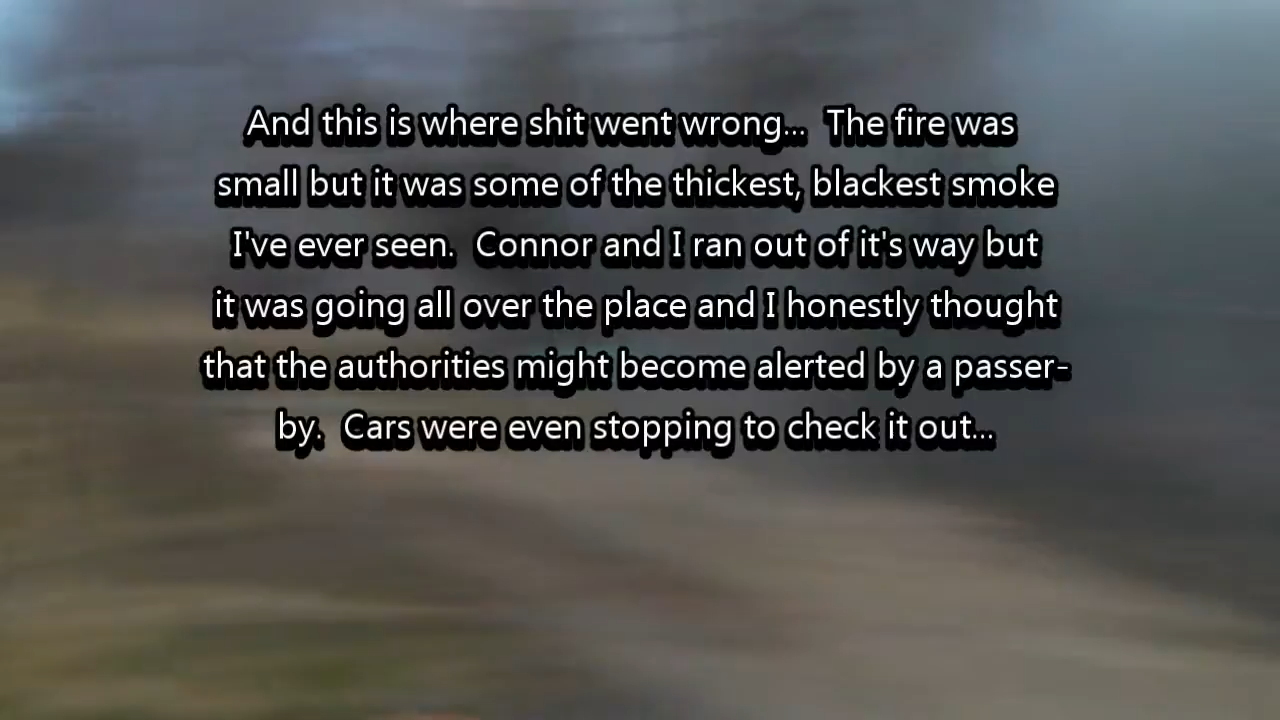 And this is where shit went wrong...  The fire was
small but it was some of the thickest, blackest smoke
I've ever seen.  Connor and I ran out of it's way but
it was going all over the place and I honestly thought
that the authorities might become alerted by a passer-
by.  Cars were even stopping to check it out...